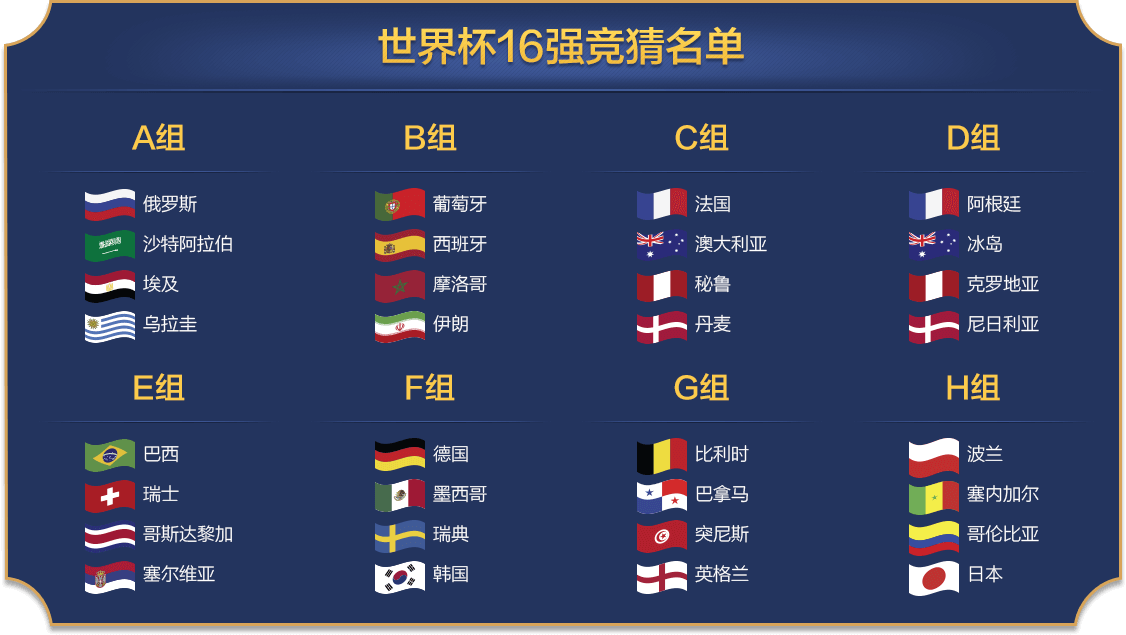 世界杯16强竞猜名单
A组
俄罗斯
沙特阿拉伯
埃及
乌拉圭
B组
葡萄牙
西班牙
摩洛哥
伊朗
C组
法国
澳大利亚
秘鲁
丹麦
D组
阿根廷
冰岛
克罗地亚
尼日利亚
E组
巴西
瑞士
哥斯达黎加
塞尔维亚
F组
德国
墨西哥
瑞典
韩国
G组
比利时
巴拿马
突尼斯
英格兰
H组
波兰
塞内加尔
哥伦比亚
日本